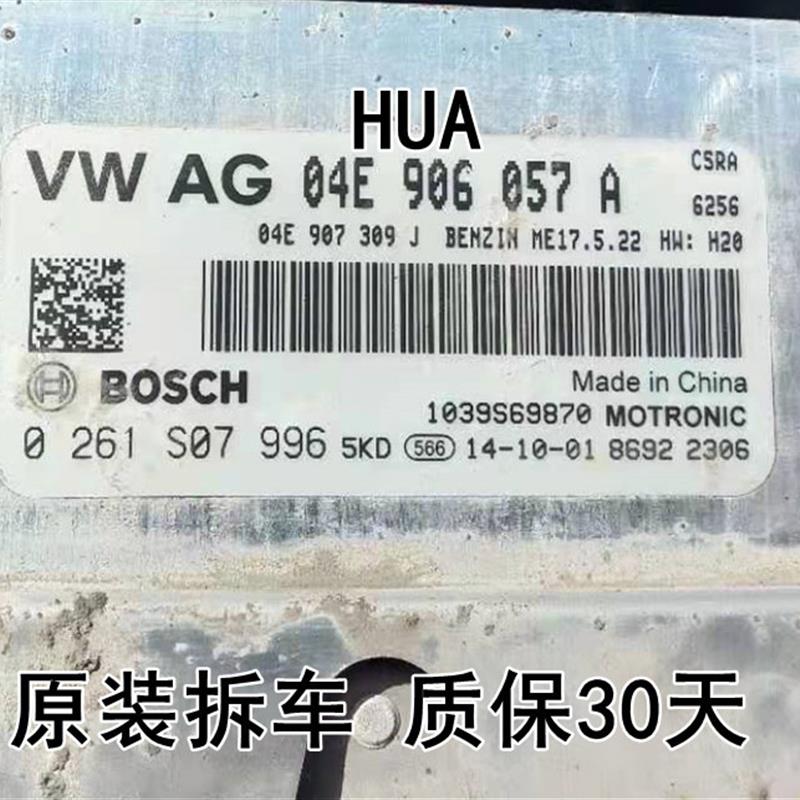 HUA
VW AG 04E 906 057 A CSRA
6256
04E 907 309 J BENZIN ME17.5.22 HW: H20
BOSCH Made in China
1039S69870 MOTRONIC
0 261 S07 996 5KD 566 14-10-01 8692 2306
原装拆车 质保30天